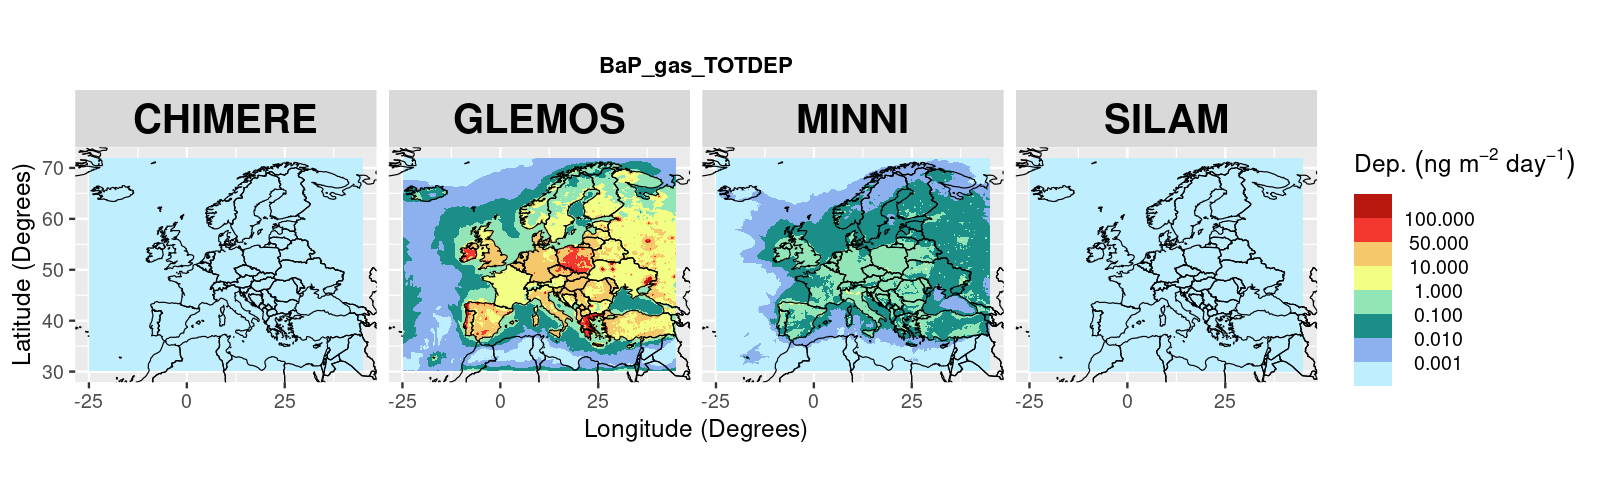 BaP_gas_TOTDEP
CHIMERE GLEMOS MINNI SILAM
Latitude (Degrees)
70
60
50
40
30
-25 0 25 -25 0 25 -25 0 25 -25 0 25
Longitude (Degrees)
Dep. (ng m−2 day−1)
100.000
50.000
10.000
1.000
0.100
0.010
0.001